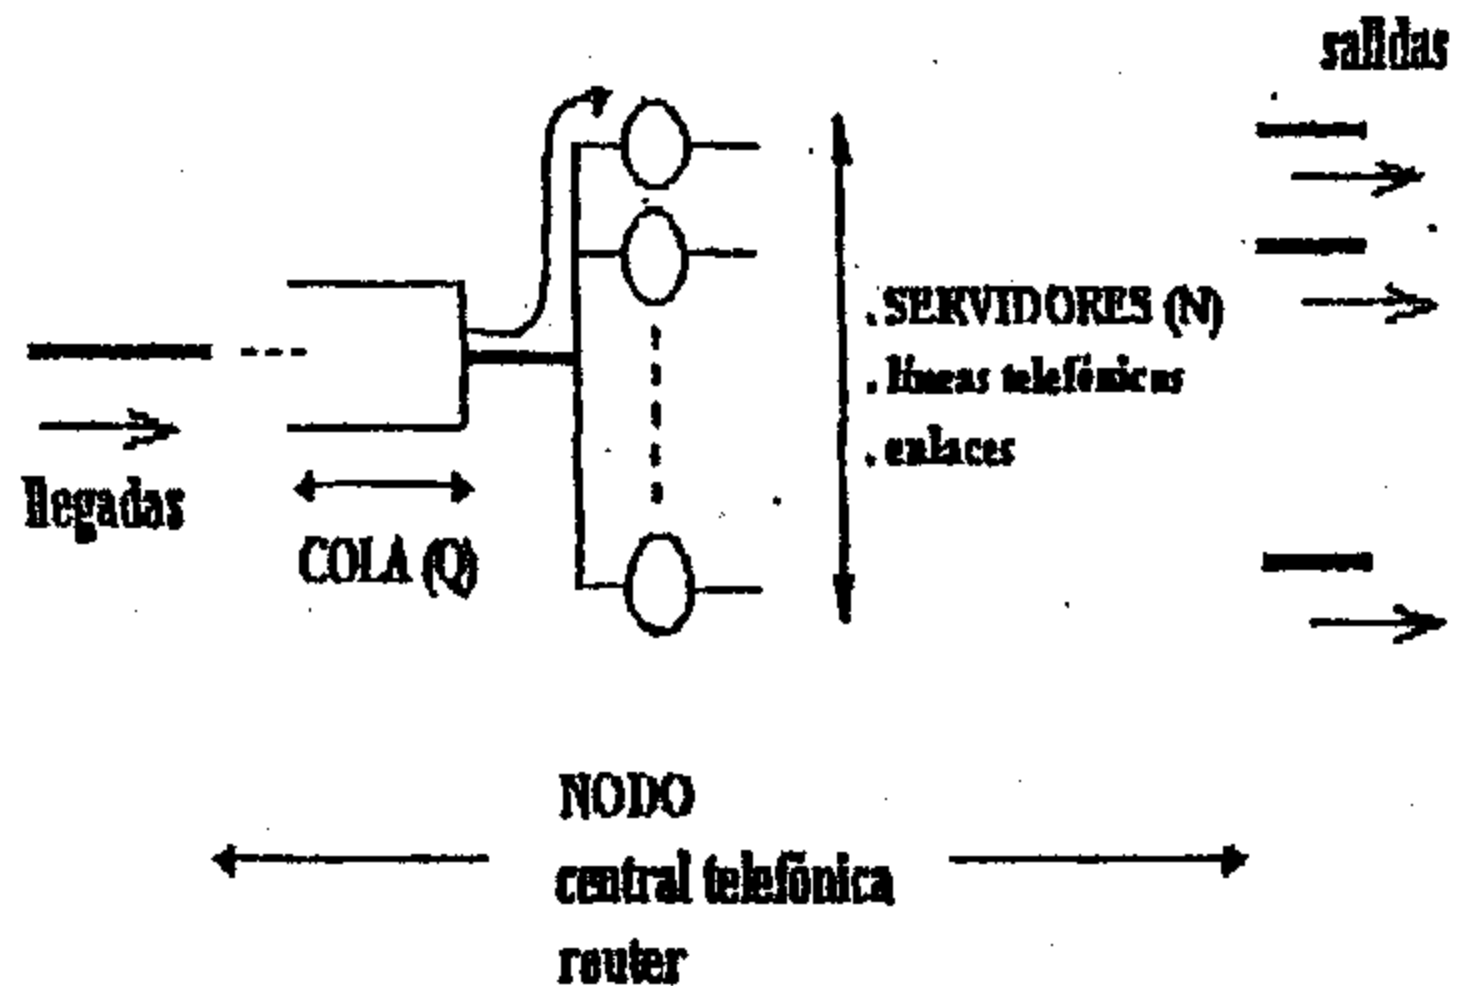 salidas
. SERVIDORES (N)
. líneas telefónicas
. enlaces
llegadas
COLA (Q)
NODO
central telefónica
router